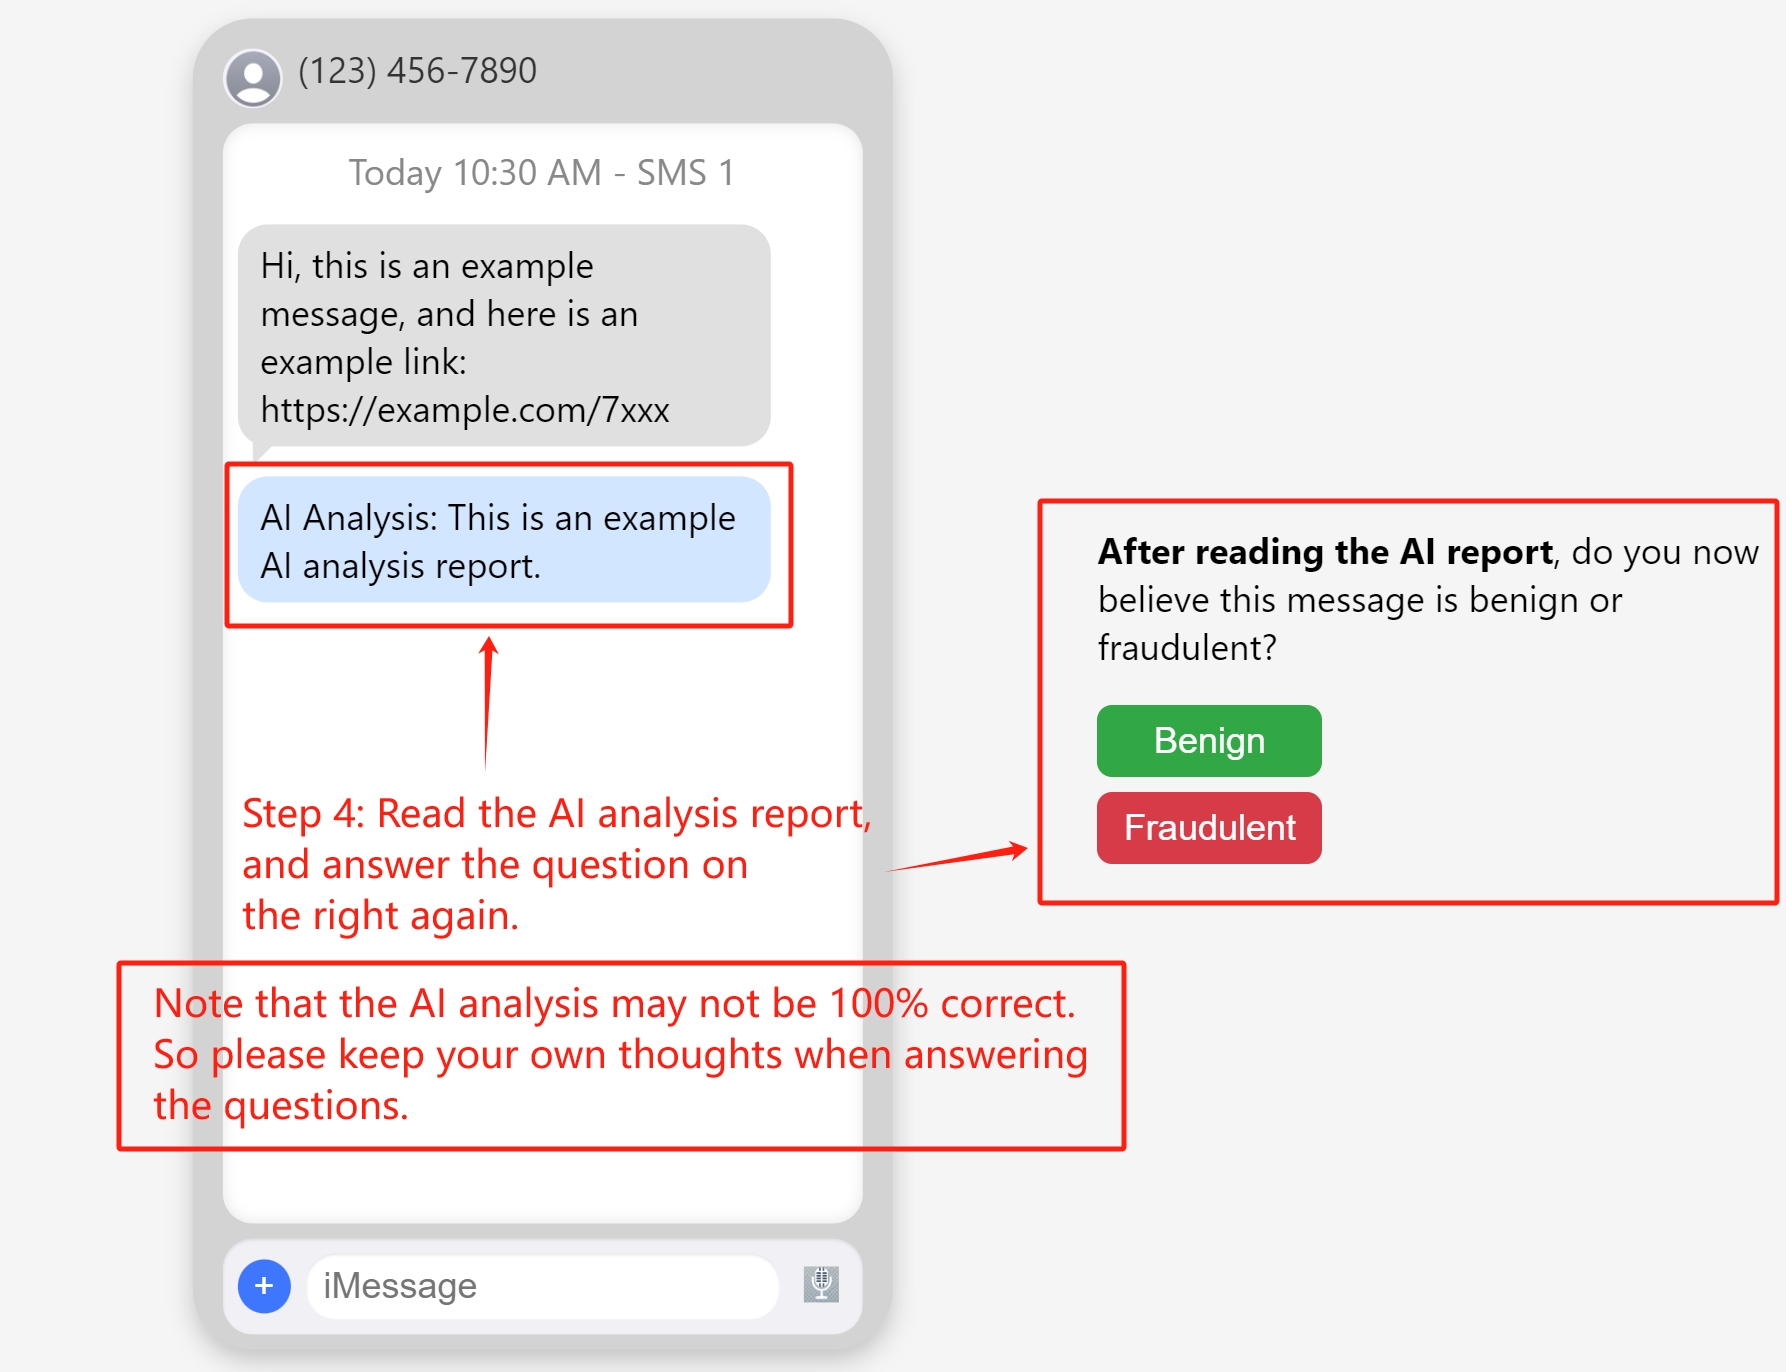 (123) 456-7890
Today 10:30 AM - SMS 1
Hi, this is an example
message, and here is an
example link:
https://example.com/7xxx
AI Analysis: This is an example
AI analysis report.
Step 4: Read the AI analysis report,
and answer the question on
the right again.
Note that the AI analysis may not be 100% correct.
So please keep your own thoughts when answering
the questions.
+
iMessage
After reading the AI report, do you now
believe this message is benign or
fraudulent?
Benign
Fraudulent